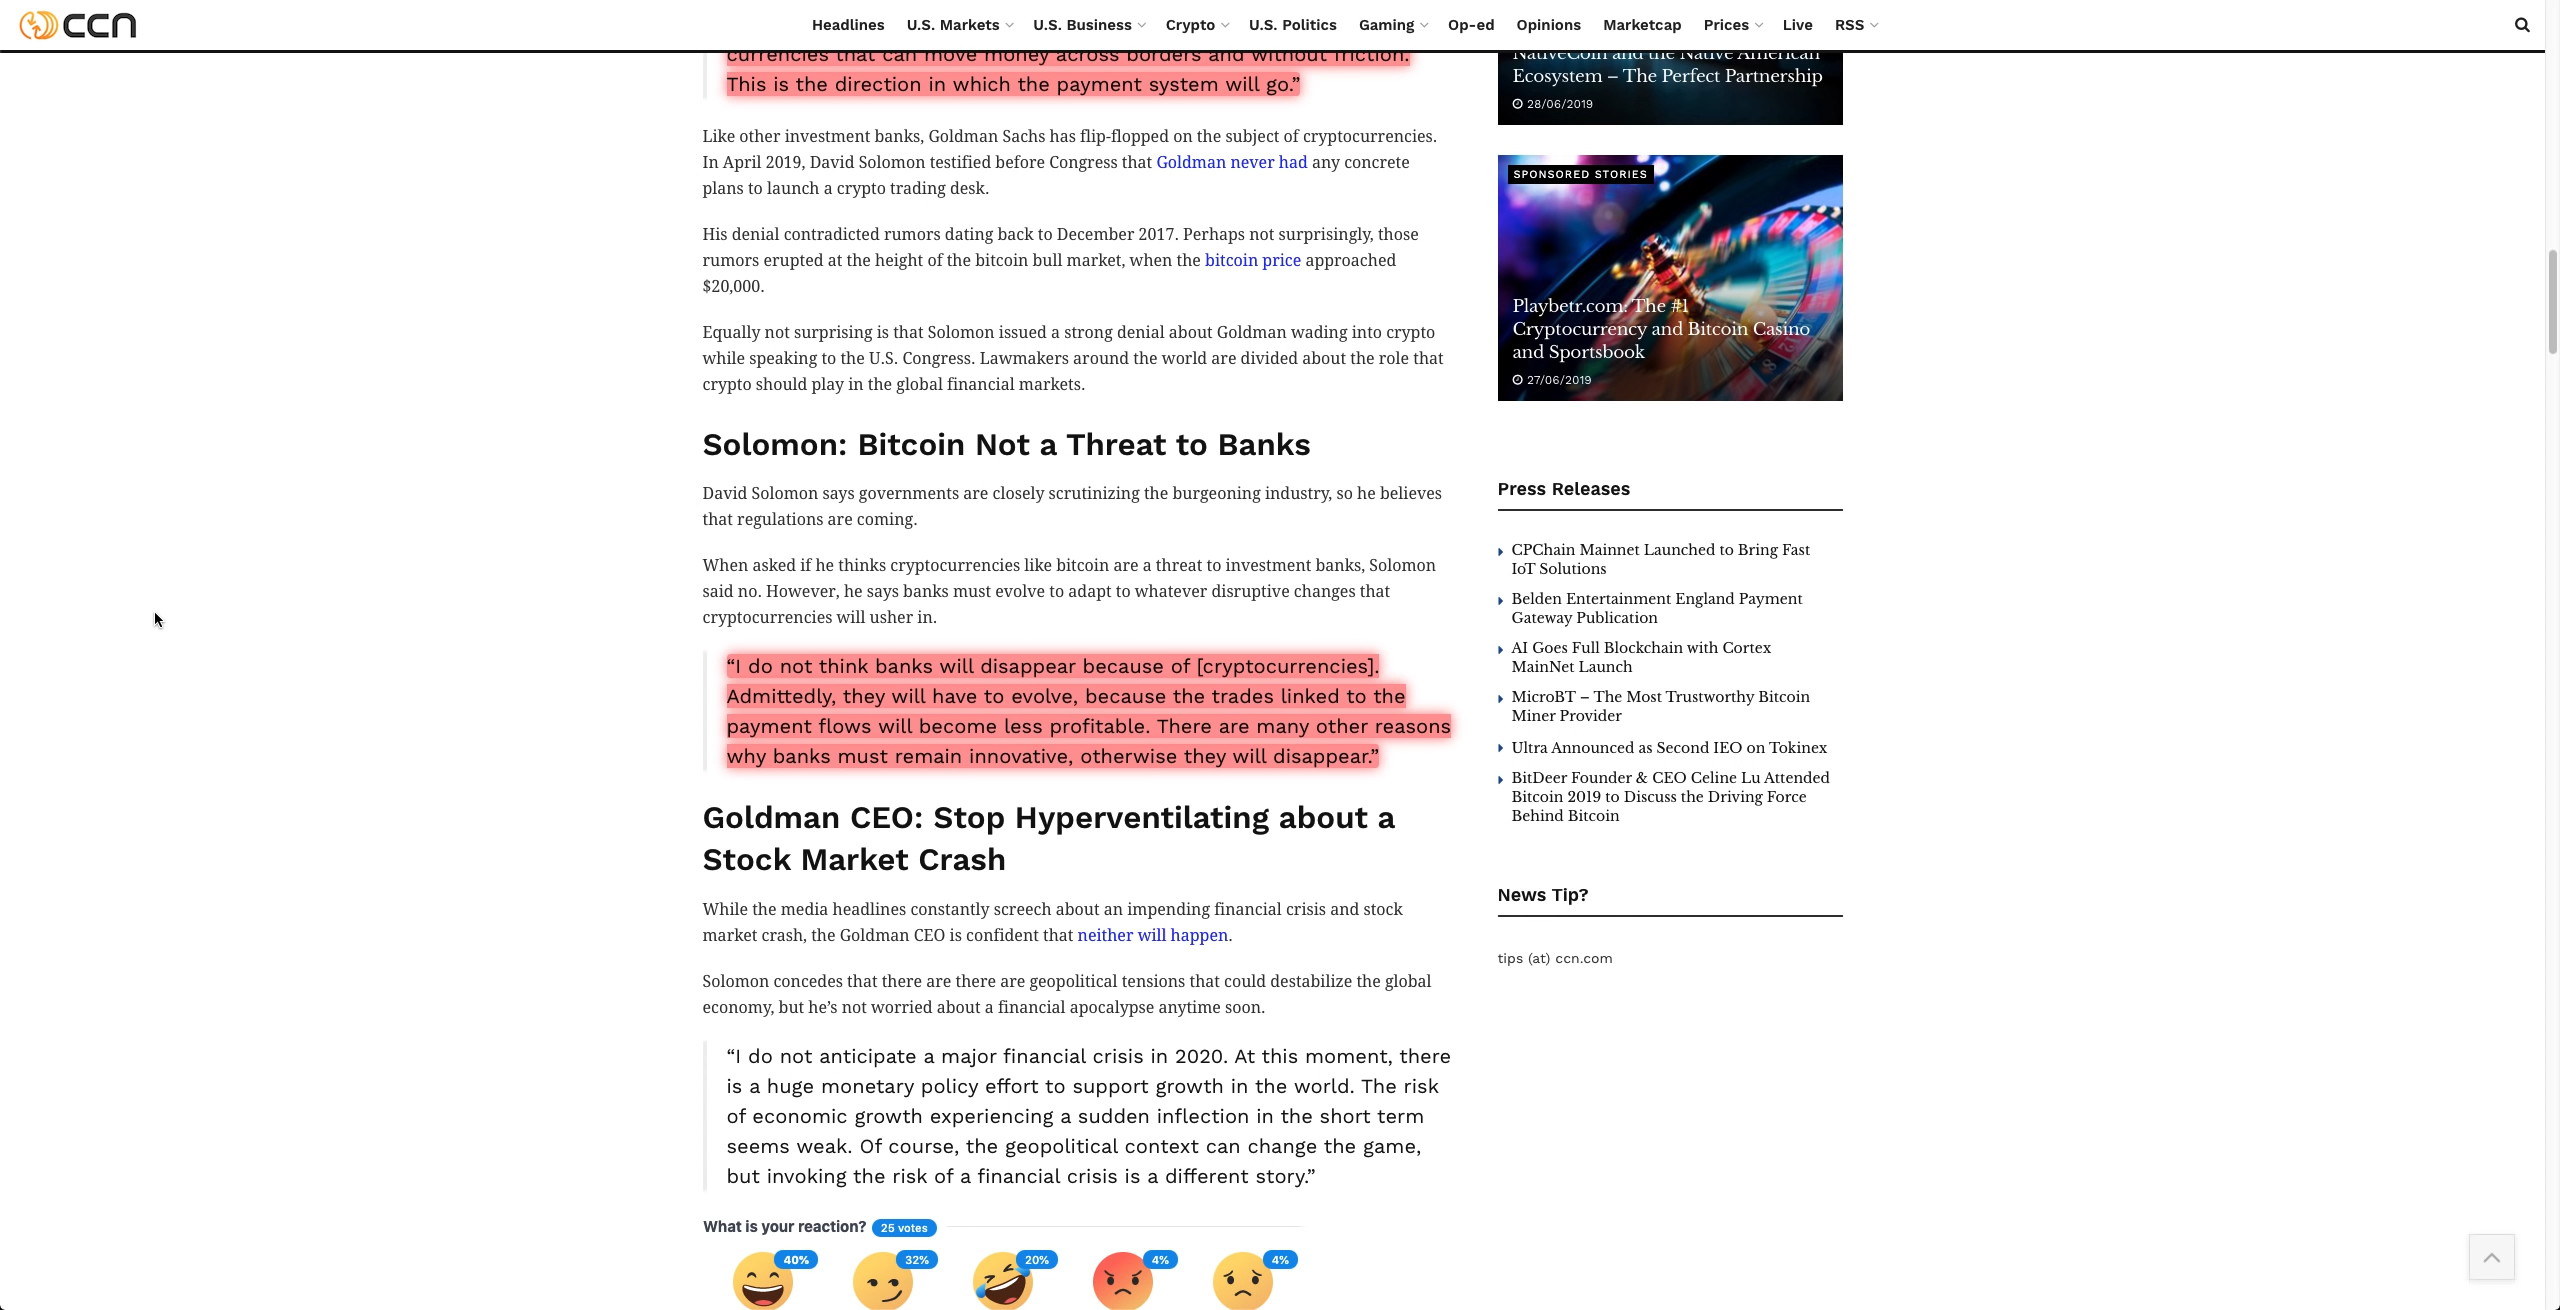 CCN
Headlines U.S. Markets U.S. Business Crypto U.S. Politics Gaming Op-ed Opinions Marketcap Prices Live RSS
currencies that can move money across borders and without friction.
This is the direction in which the payment system will go.”
Like other investment banks, Goldman Sachs has flip-flopped on the subject of cryptocurrencies.
In April 2019, David Solomon testified before Congress that Goldman never had any concrete
plans to launch a crypto trading desk.
His denial contradicted rumors dating back to December 2017. Perhaps not surprisingly, those
rumors erupted at the height of the bitcoin bull market, when the bitcoin price approached
$20,000.
Equally not surprising is that Solomon issued a strong denial about Goldman wading into crypto
while speaking to the U.S. Congress. Lawmakers around the world are divided about the role that
crypto should play in the global financial markets.
Solomon: Bitcoin Not a Threat to Banks
David Solomon says governments are closely scrutinizing the burgeoning industry, so he believes
that regulations are coming.
When asked if he thinks cryptocurrencies like bitcoin are a threat to investment banks, Solomon
said no. However, he says banks must evolve to adapt to whatever disruptive changes that
cryptocurrencies will usher in.
“I do not think banks will disappear because of [cryptocurrencies].
Admittedly, they will have to evolve, because the trades linked to the
payment flows will become less profitable. There are many other reasons
why banks must remain innovative, otherwise they will disappear.”
Goldman CEO: Stop Hyperventilating about a
Stock Market Crash
While the media headlines constantly screech about an impending financial crisis and stock
market crash, the Goldman CEO is confident that neither will happen.
Solomon concedes that there are there are geopolitical tensions that could destabilize the global
economy, but he’s not worried about a financial apocalypse anytime soon.
“I do not anticipate a major financial crisis in 2020. At this moment, there
is a huge monetary policy effort to support growth in the world. The risk
of economic growth experiencing a sudden inflection in the short term
seems weak. Of course, the geopolitical context can change the game,
but invoking the risk of a financial crisis is a different story.”
What is your reaction? 25 votes
40% 32% 20% 4% 4%
NativeCoin and the Native American
Ecosystem – The Perfect Partnership
28/06/2019
SPONSORED STORIES
Playbetr.com: The #1
Cryptocurrency and Bitcoin Casino
and Sportsbook
27/06/2019
Press Releases
CPChain Mainnet Launched to Bring Fast
IoT Solutions
Belden Entertainment England Payment
Gateway Publication
AI Goes Full Blockchain with Cortex
MainNet Launch
MicroBT – The Most Trustworthy Bitcoin
Miner Provider
Ultra Announced as Second IEO on Tokinex
BitDeer Founder & CEO Celine Lu Attended
Bitcoin 2019 to Discuss the Driving Force
Behind Bitcoin
News Tip?
tips (at) ccn.com